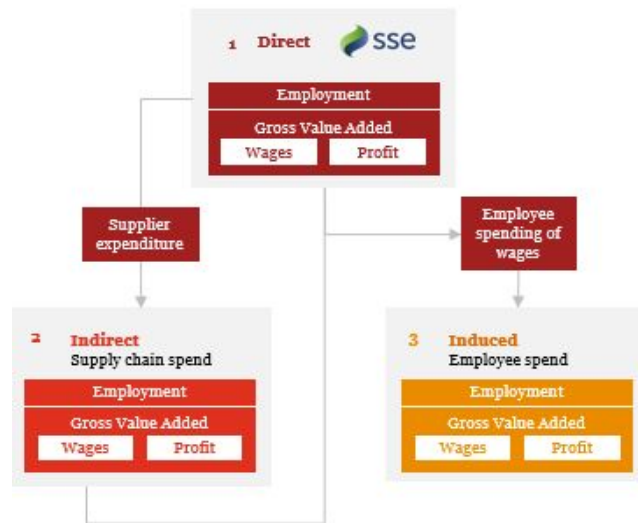 1 Direct sse
Employment
Gross Value Added
Wages Profit
Supplier
expenditure
Employee
spending of
wages
2 Indirect
Supply chain spend
Employment
Gross Value Added
Wages Profit
3 Induced
Employee spend
Employment
Gross Value Added
Wages Profit